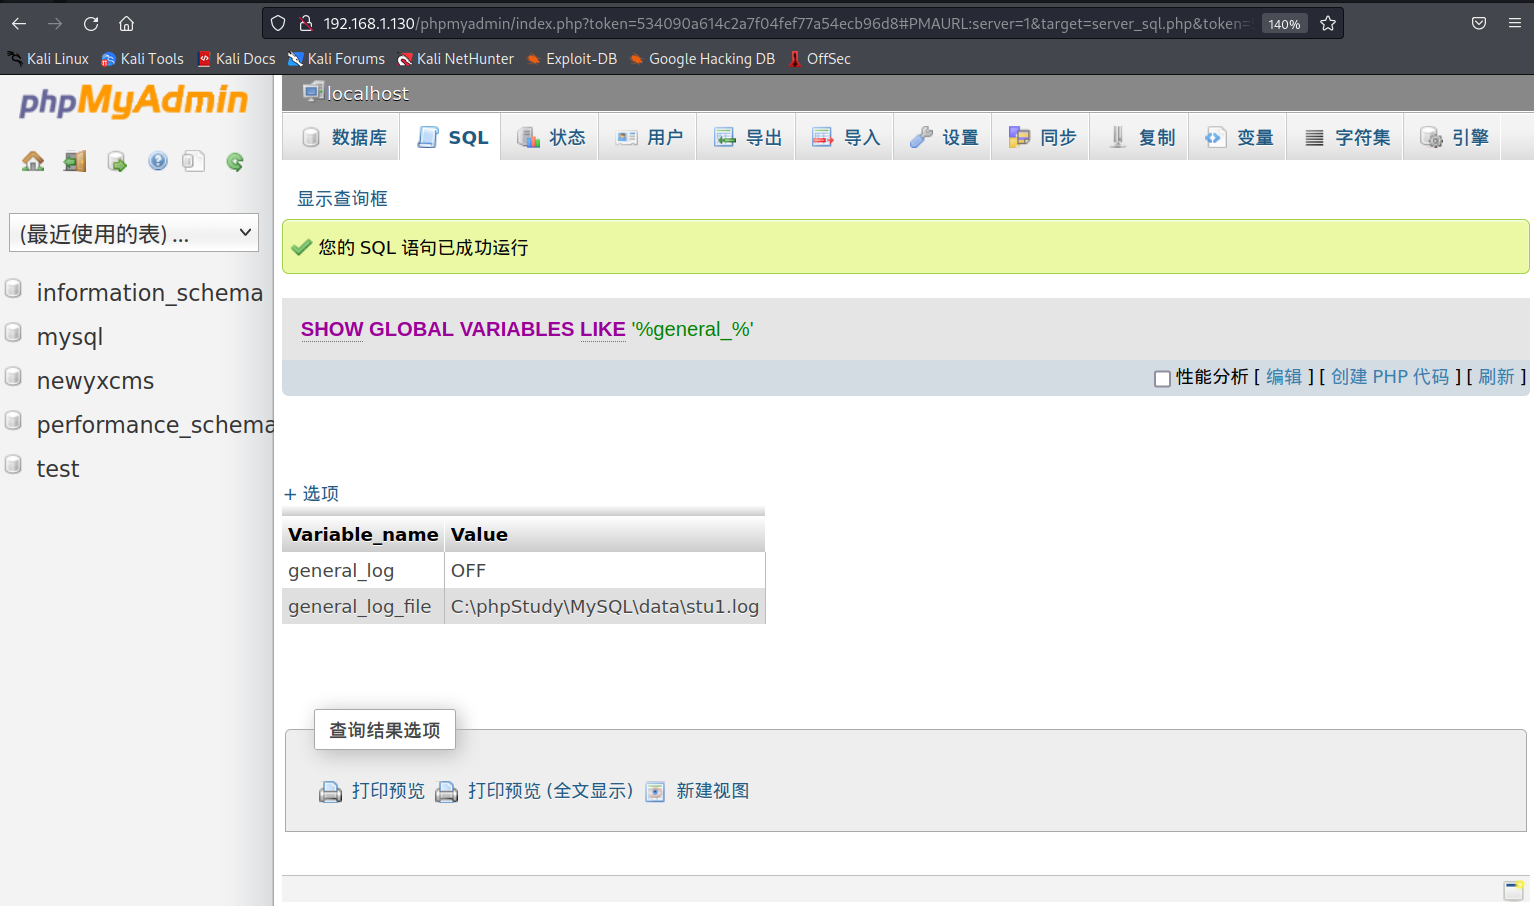 192.168.1.130/phpmyadmin/index.php?token=534090a614c2a7f04fef77a54ecb96d8#PMAURL:server=1&target=server_sql.php&token= 140%
Kali Linux Kali Tools Kali Docs Kali Forums Kali NetHunter Exploit-DB Google Hacking DB OffSec
phpMyAdmin
(最近使用的表) ...
information_schema
mysql
newyxcms
performance_schema
test
localhost
数据库 SQL 状态 用户 导出 导入 设置 同步 复制 变量 字符集 引擎
显示查询框
您的 SQL 语句已成功运行
SHOW GLOBAL VARIABLES LIKE '%general_%'
性能分析 [ 编辑 ] [ 创建 PHP 代码 ] [ 刷新 ]
+ 选项
Variable_name Value
general_log OFF
general_log_file C:\phpStudy\MySQL\data\stu1.log
查询结果选项
打印预览 打印预览 (全文显示) 新建视图